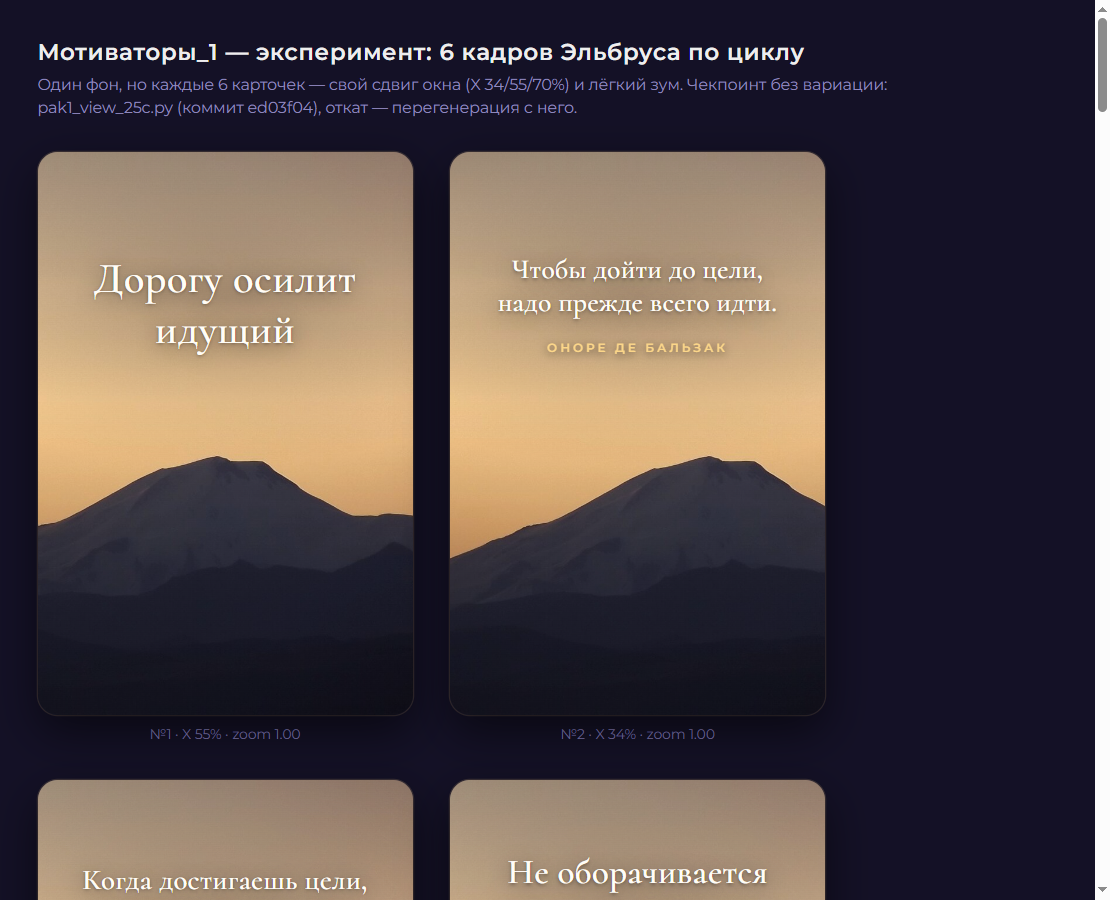 Мотиваторы_1 — эксперимент: 6 кадров Эльбруса по циклу
Один фон, но каждые 6 карточек — свой сдвиг окна (X 34/55/70%) и лёгкий зум. Чекпоинт без вариации:
pak1_view_25c.py (коммит ed03f04), откат — перегенерация с него.
Дорогу осилит
идущий
№1 · X 55% · zoom 1.00
Чтобы дойти до цели,
надо прежде всего идти.
ОНОРЕ ДЕ БАЛЬЗАК
№2 · X 34% · zoom 1.00
Когда достигаешь цели,
Не оборачивается